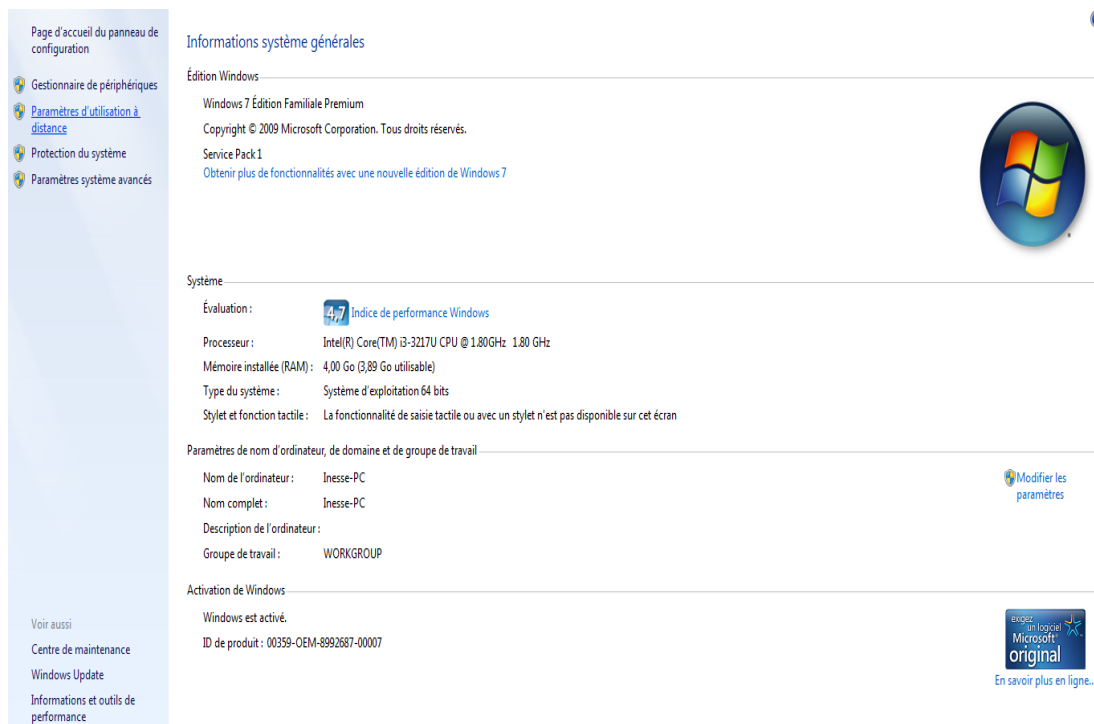 Page d'accueil du panneau de
configuration
Gestionnaire de périphériques
Paramètres d'utilisation à
distance
Protection du système
Paramètres système avancés
Voir aussi
Centre de maintenance
Windows Update
Informations et outils de
performance
Informations système générales
Édition Windows
Windows 7 Édition Familiale Premium
Copyright © 2009 Microsoft Corporation. Tous droits réservés.
Service Pack 1
Obtenir plus de fonctionnalités avec une nouvelle édition de Windows 7
Système
Évaluation :
4,7 Indice de performance Windows
Processeur : Intel(R) Core(TM) i3-3217U CPU @ 1.80GHz 1.80 GHz
Mémoire installée (RAM) : 4,00 Go (3,89 Go utilisable)
Type du système : Système d'exploitation 64 bits
Stylet et fonction tactile : La fonctionnalité de saisie tactile ou avec un stylet n'est pas disponible sur cet écran
Paramètres de nom d'ordinateur, de domaine et de groupe de travail
Nom de l'ordinateur : Inesse-PC
Modifier les
paramètres
Nom complet : Inesse-PC
Description de l'ordinateur :
Groupe de travail : WORKGROUP
Activation de Windows
Windows est activé.
ID de produit : 00359-OEM-8992687-00007
exigez
un logiciel
Microsoft®
original
En savoir plus en ligne..